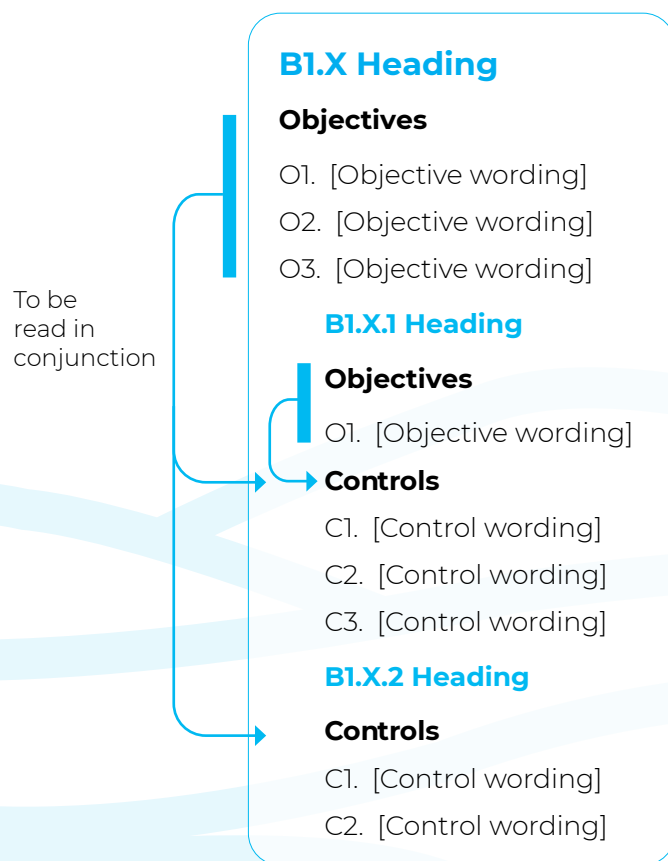 B1.X Heading
Objectives
O1. [Objective wording]
O2. [Objective wording]
O3. [Objective wording]
To be
read in
conjunction
B1.X.1 Heading
Objectives
O1. [Objective wording]
Controls
C1. [Control wording]
C2. [Control wording]
C3. [Control wording]
B1.X.2 Heading
Controls
C1. [Control wording]
C2. [Control wording]